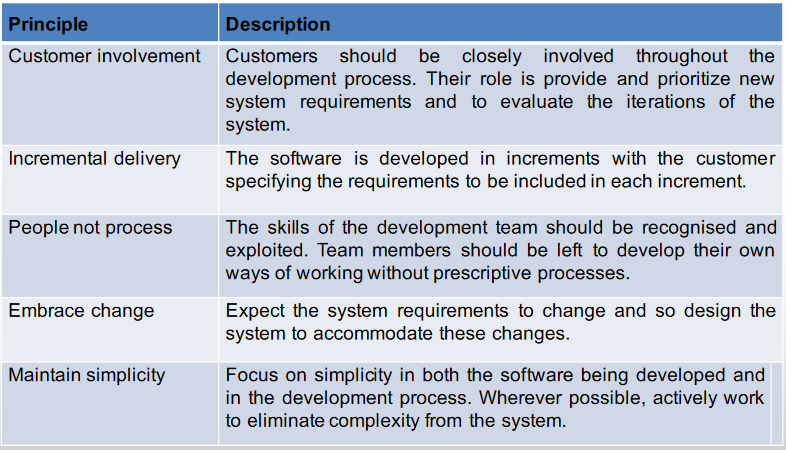 Principle Description
Customer involvement Customers should be closely involved throughout the
development process. Their role is provide and prioritize new
system requirements and to evaluate the iterations of the
system.
Incremental delivery The software is developed in increments with the customer
specifying the requirements to be included in each increment.
People not process The skills of the development team should be recognised and
exploited. Team members should be left to develop their own
ways of working without prescriptive processes.
Embrace change Expect the system requirements to change and so design the
system to accommodate these changes.
Maintain simplicity Focus on simplicity in both the software being developed and
in the development process. Wherever possible, actively work
to eliminate complexity from the system.